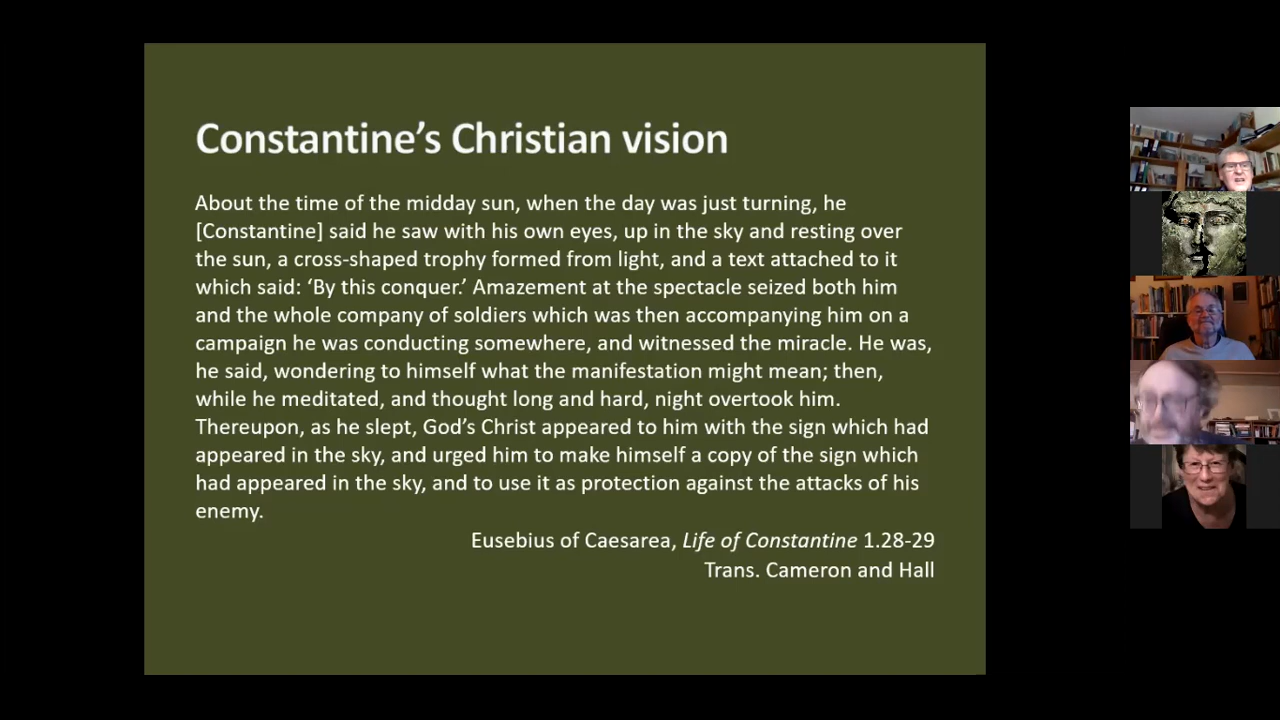 Constantine's Christian vision
About the time of the midday sun, when the day was just turning, he
[Constantine] said he saw with his own eyes, up in the sky and resting over
the sun, a cross-shaped trophy formed from light, and a text attached to it
which said: ‘By this conquer.’ Amazement at the spectacle seized both him
and the whole company of soldiers which was then accompanying him on a
campaign he was conducting somewhere, and witnessed the miracle. He was,
he said, wondering to himself what the manifestation might mean; then,
while he meditated, and thought long and hard, night overtook him.
Thereupon, as he slept, God’s Christ appeared to him with the sign which had
appeared in the sky, and urged him to make himself a copy of the sign which
had appeared in the sky, and to use it as protection against the attacks of his
enemy.
Eusebius of Caesarea, Life of Constantine 1.28-29
Trans. Cameron and Hall